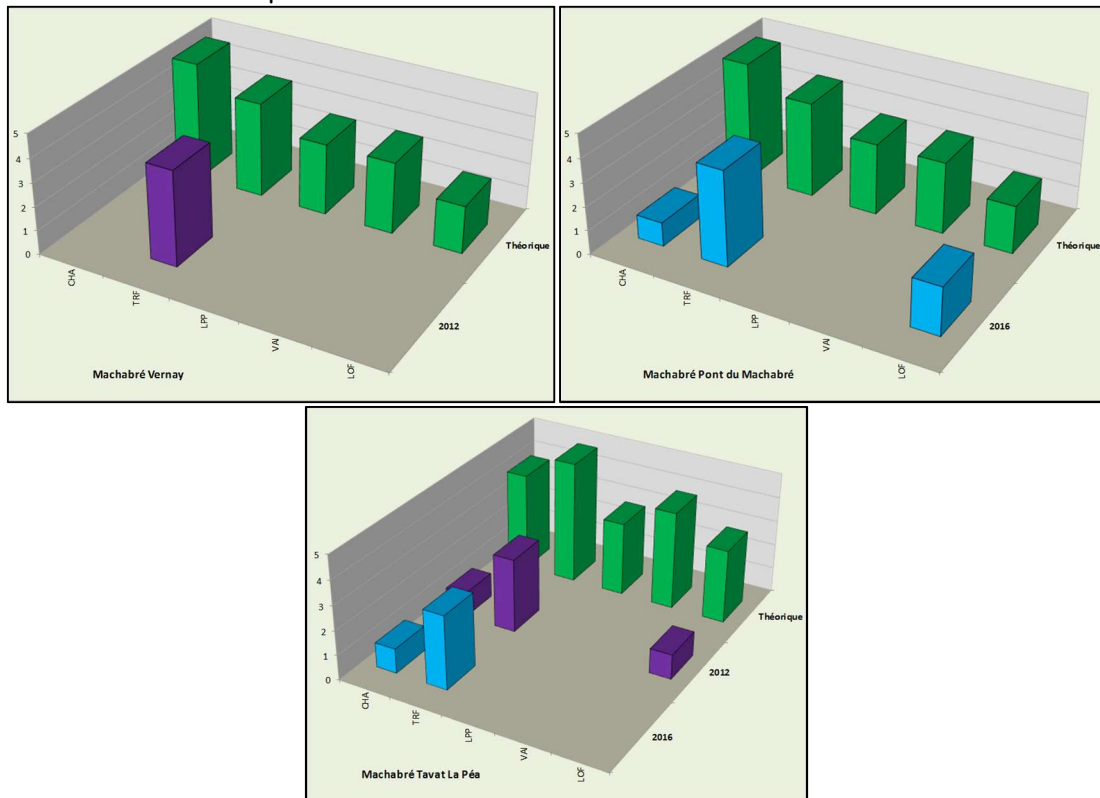 5
4
3
2
1
0
CHA
TRF
LPP
VAI
LOF
Théorique
2012
Machabré Vernay
5
4
3
2
1
0
CHA
TRF
LPP
VAI
LOF
Théorique
2016
Machabré Pont du Machabré
5
4
3
2
1
0
CHA
TRF
LPP
VAI
LOF
Théorique
2012
2016
Machabré Tavat La Péa